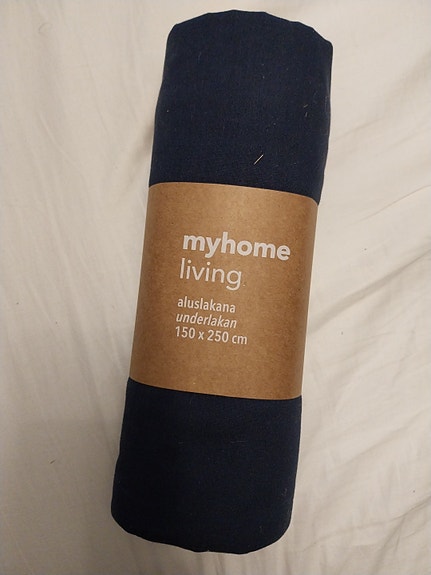 myhome
living
aluslakana
underlakan
150 x 250 cm